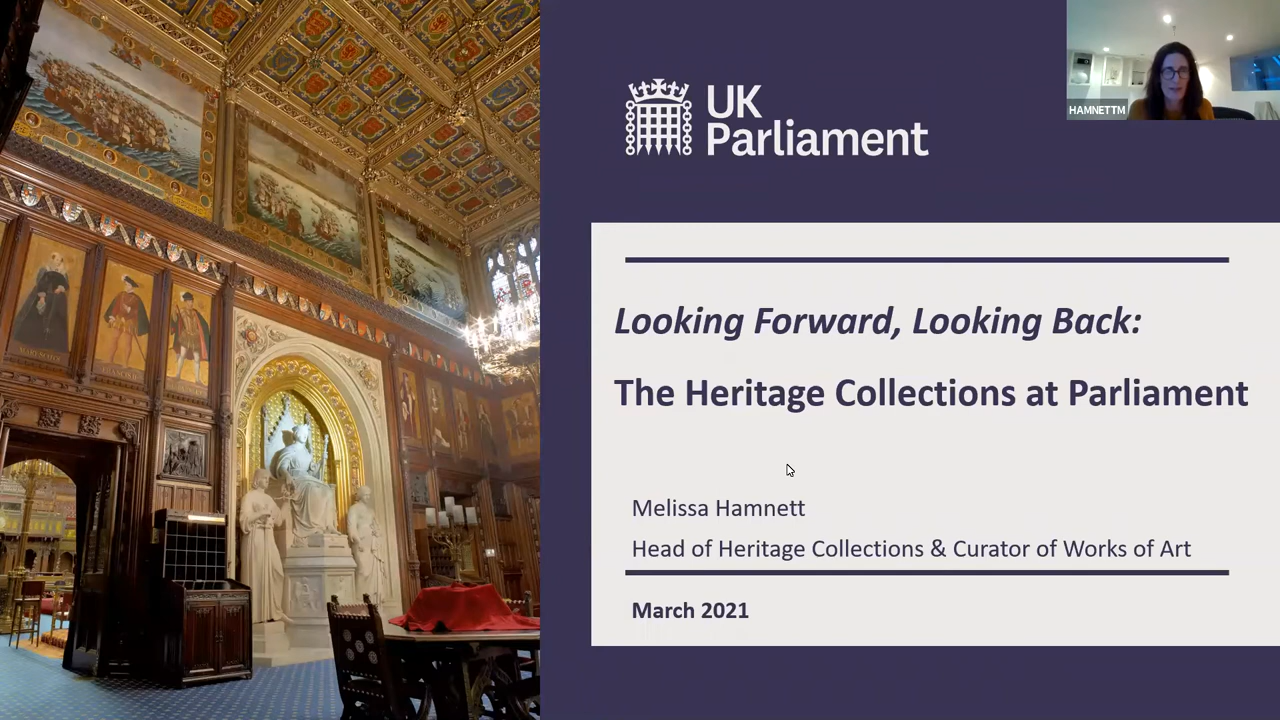 UK
Parliament
HAMNETTM
Looking Forward, Looking Back:
The Heritage Collections at Parliament
Melissa Hamnett
Head of Heritage Collections & Curator of Works of Art
March 2021